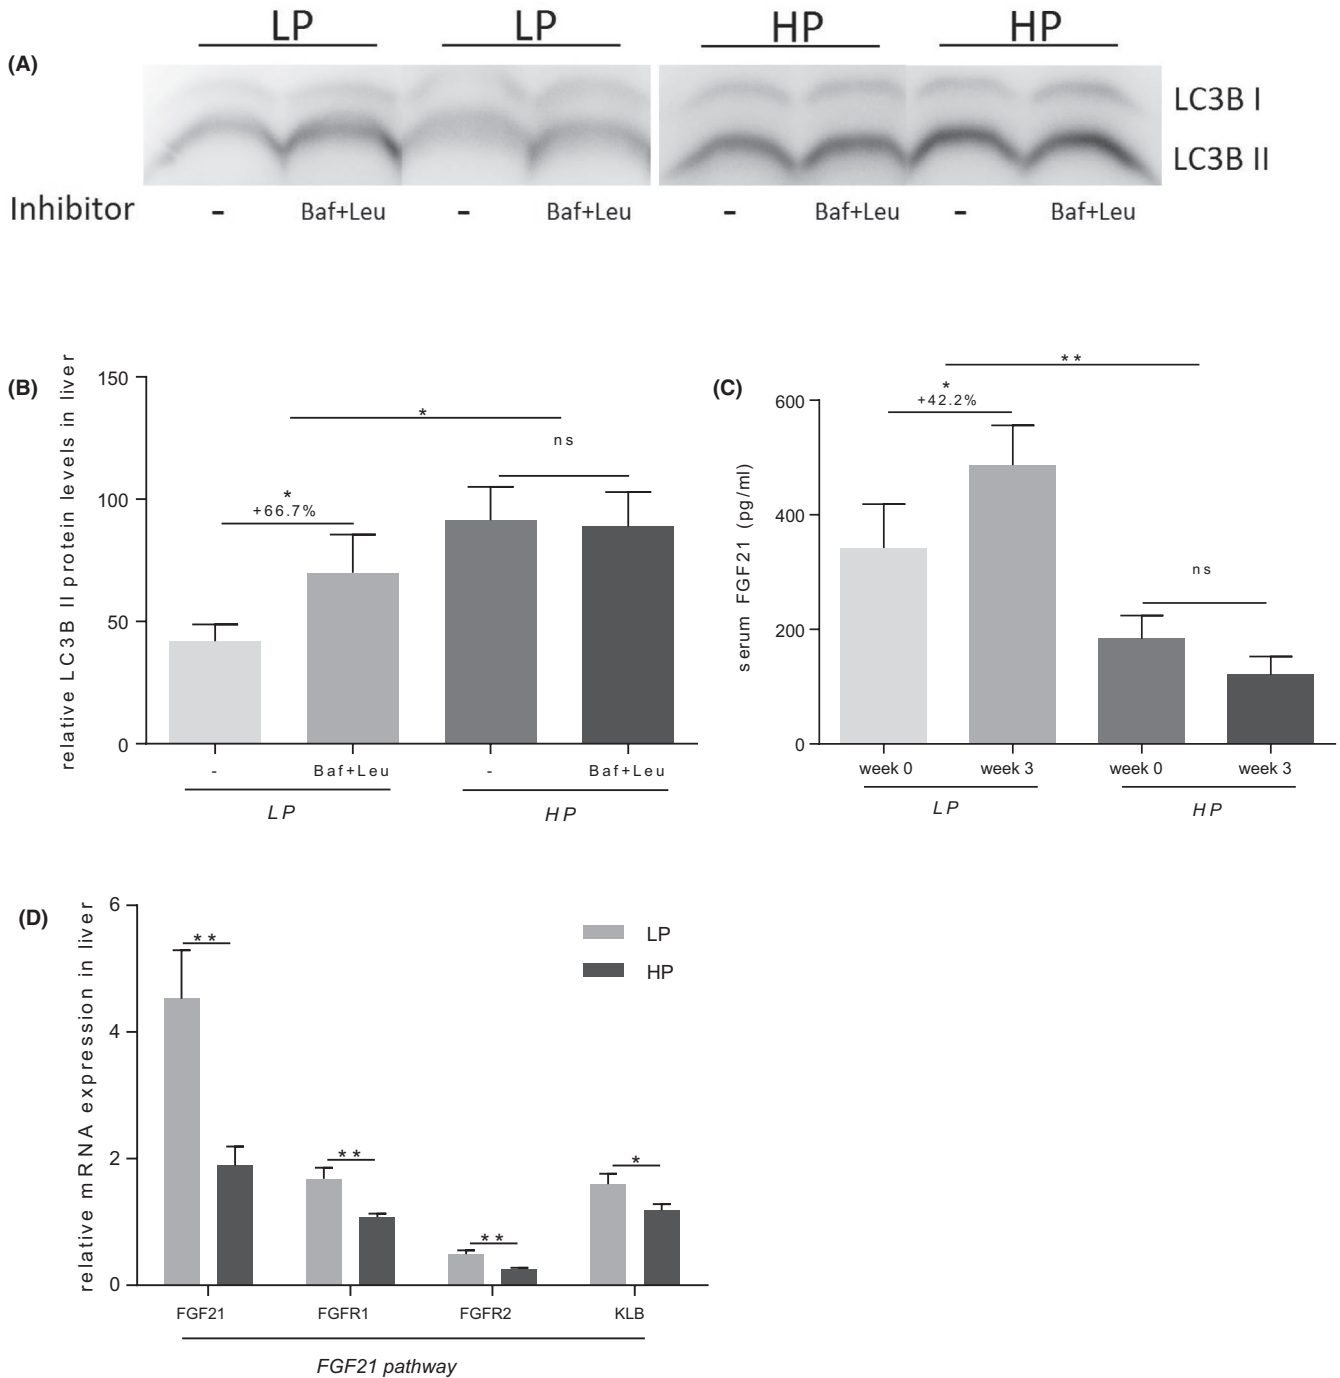 LP LP HP HP
(A)
LC3B I
LC3B II
Inhibitor - Baf+Leu - Baf+Leu - Baf+Leu - Baf+Leu
(B)
relative LC3B II protein levels in liver
150
100
50
0
*
ns
*
+66.7%
- Baf+Leu - Baf+Leu
LP HP
(C)
serum FGF21 (pg/ml)
600
400
200
0
**
*
+42.2%
ns
week 0 week 3 week 0 week 3
LP HP
(D)
relative mRNA expression in liver
6
4
2
0
**
**
**
*
LP
HP
FGF21 FGFR1 FGFR2 KLB
FGF21 pathway